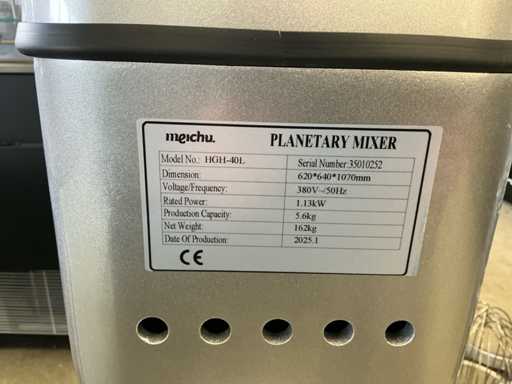 meichu. PLANETARY MIXER
Model No.: HGH-40L Serial Number:35010252
Dimension: 620*640*1070mm
Voltage/Frequency: 380V~/50Hz
Rated Power: 1.13kW
Production Capacity: 5.6kg
Net Weight: 162kg
Date Of Production: 2025.1
CE